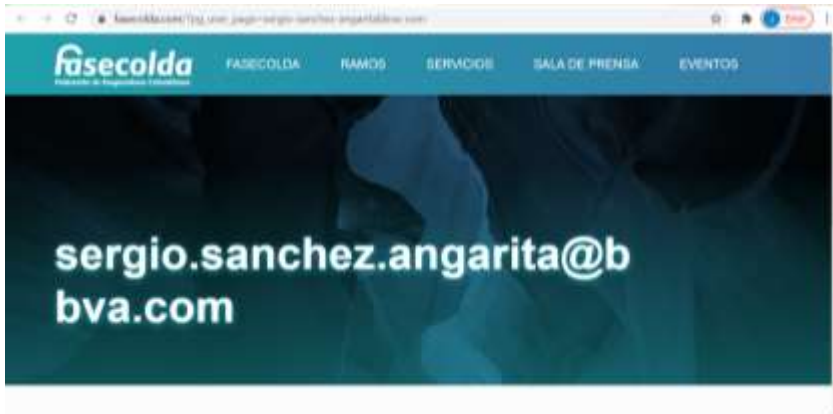 fasecolda
FASECOLDA RAMOS SERVICIOS SALA DE PRENSA EVENTOS
sergio.sanchez.angarita@b
bva.com